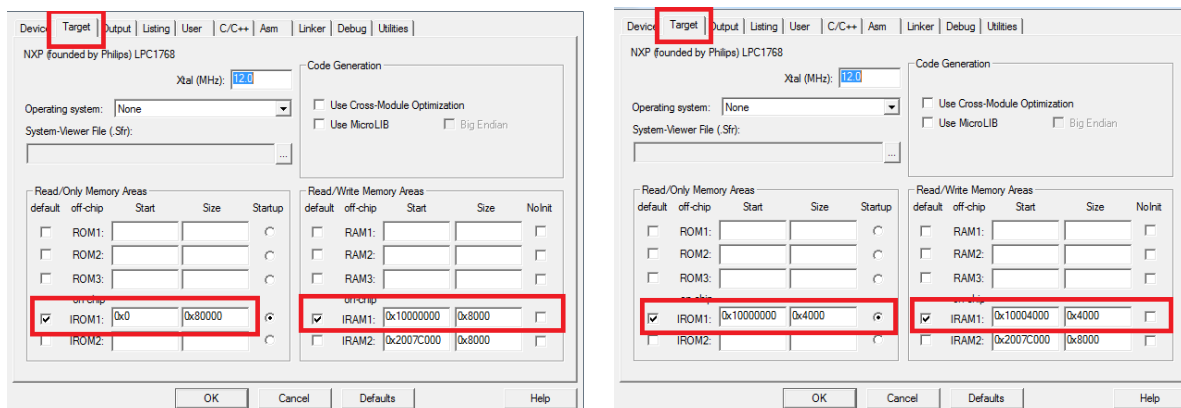 Device Target Output Listing User C/C++ Asm Linker Debug Utilities
NXP (founded by Philips) LPC1768
Xtal (MHz): 12.0
Code Generation
Operating system: None
Use Cross-Module Optimization
Use MicroLIB Big Endian
System-Viewer File (.Sfr):
...
Read/Only Memory Areas
default off-chip Start Size Startup
ROM1:
ROM2:
ROM3:
on-chip
IROM1: 0x0 0x80000
IROM2:
Read/Write Memory Areas
default off-chip Start Size NoInit
RAM1:
RAM2:
RAM3:
on-chip
IRAM1: 0x10000000 0x8000
IRAM2: 0x2007C000 0x8000
OK Cancel Defaults Help
Device Target Output Listing User C/C++ Asm Linker Debug Utilities
NXP (founded by Philips) LPC1768
Xtal (MHz): 12.0
Code Generation
Operating system: None
Use Cross-Module Optimization
Use MicroLIB Big Endian
System-Viewer File (.Sfr):
...
Read/Only Memory Areas
default off-chip Start Size Startup
ROM1:
ROM2:
ROM3:
on-chip
IROM1: 0x10000000 0x4000
IROM2:
Read/Write Memory Areas
default off-chip Start Size NoInit
RAM1:
RAM2:
RAM3:
on-chip
IRAM1: 0x10004000 0x4000
IRAM2: 0x2007C000 0x8000
OK Cancel Defaults Help